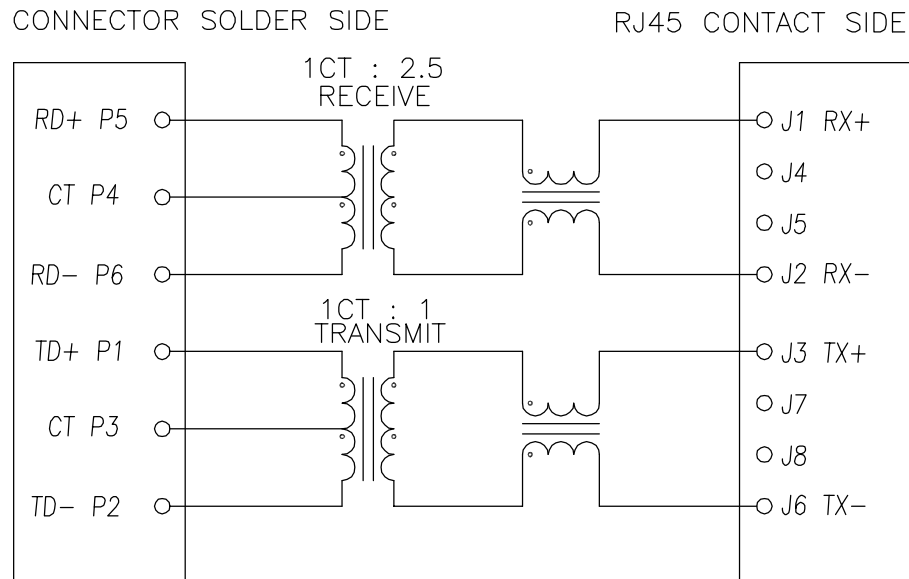 CONNECTOR SOLDER SIDE
RJ45 CONTACT SIDE
1CT : 2.5
RECEIVE
RD+ P5
J1 RX+
J4
CT P4
J5
RD- P6
J2 RX-
1CT : 1
TRANSMIT
TD+ P1
J3 TX+
J7
CT P3
J8
TD- P2
J6 TX-